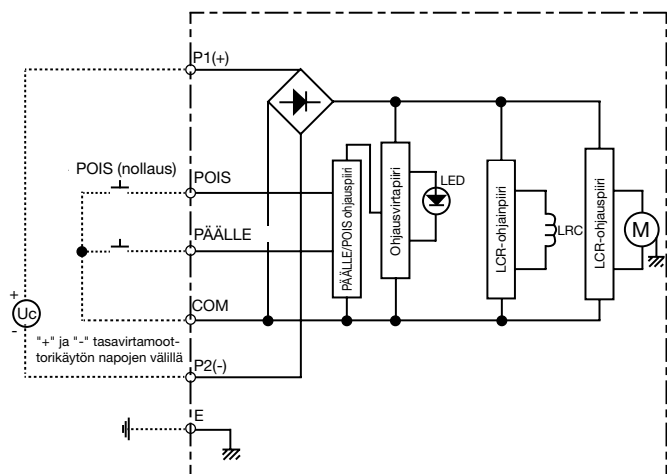 P1(+)
POIS (nollaus)
POIS
PÄÄLLE
COM
+
Uc
-
"+" ja "-" tasavirtamoot-
torikäytön napojen välillä
P2(-)
E
PÄÄLLE/POIS ohjauspiiri
Ohjausvirtapiiri
LED
LCR-ohjainpiiri
LRC
LCR-ohjauspiiri
M